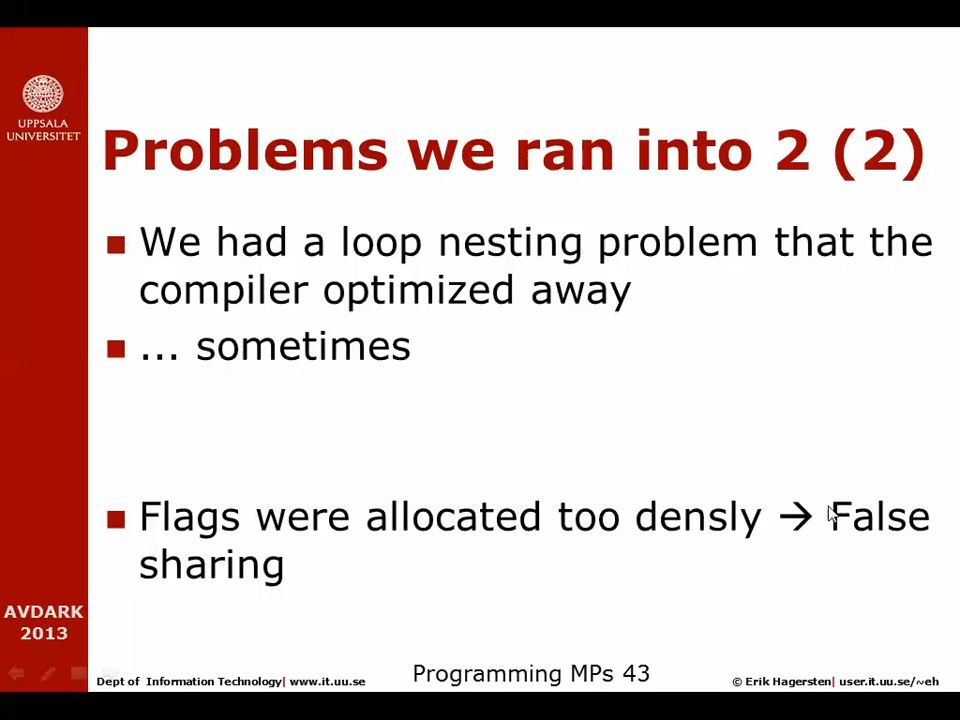 UPPSALA
UNIVERSITET
Problems we ran into 2 (2)
We had a loop nesting problem that the
compiler optimized away
... sometimes
Flags were allocated too densly → False
sharing
AVDARK
2013
Dept of Information Technology| www.it.uu.se
Programming MPs 43
© Erik Hagersten| user.it.uu.se/~eh